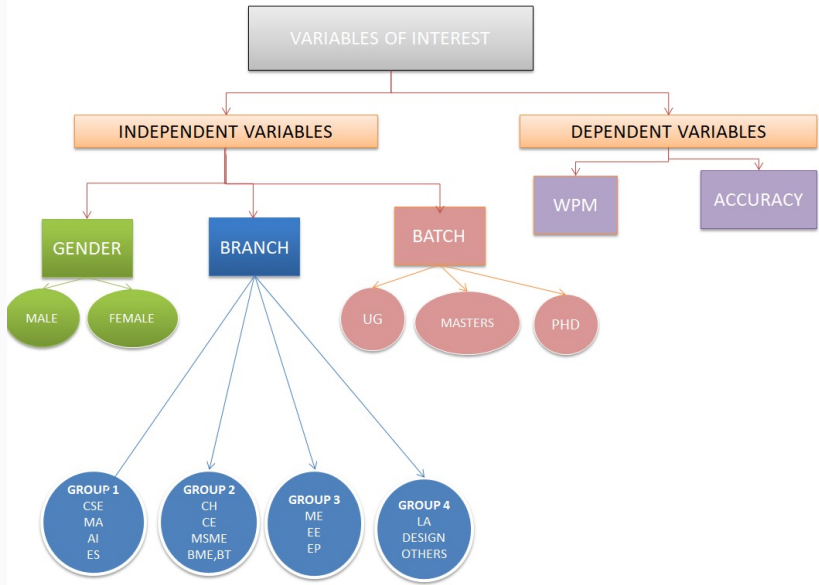 VARIABLES OF INTEREST
INDEPENDENT VARIABLES
DEPENDENT VARIABLES
GENDER
BRANCH
BATCH
WPM
ACCURACY
MALE
FEMALE
UG
MASTERS
PHD
GROUP 1
CSE
MA
AI
ES
GROUP 2
CH
CE
MSME
BME,BT
GROUP 3
ME
EE
EP
GROUP 4
LA
DESIGN
OTHERS